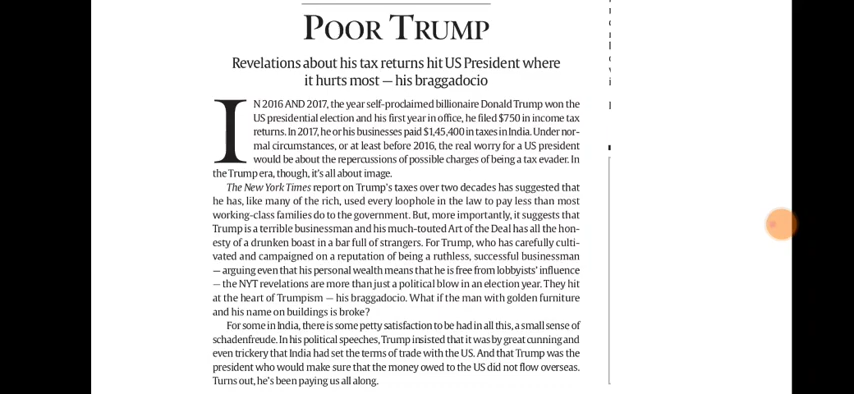 POOR TRUMP
Revelations about his tax returns hit US President where
it hurts most — his braggadocio
IN 2016 AND 2017, the year self-proclaimed billionaire Donald Trump won the
US presidential election and his first year in office, he filed $750 in income tax
returns. In 2017, he or his businesses paid $1,45,400 in taxes in India. Under nor-
mal circumstances, or at least before 2016, the real worry for a US president
would be about the repercussions of possible charges of being a tax evader. In
the Trump era, though, it's all about image.
The New York Times report on Trump's taxes over two decades has suggested that
he has, like many of the rich, used every loophole in the law to pay less than most
working-class families do to the government. But, more importantly, it suggests that
Trump is a terrible businessman and his much-touted Art of the Deal has all the hon-
esty of a drunken boast in a bar full of strangers. For Trump, who has carefully culti-
vated and campaigned on a reputation of being a ruthless, successful businessman
— arguing even that his personal wealth means that he is free from lobbyists' influence
— the NYT revelations are more than just a political blow in an election year. They hit
at the heart of Trumpism — his braggadocio. What if the man with golden furniture
and his name on buildings is broke?
For some in India, there is some petty satisfaction to be had in all this, a small sense of
schadenfreude. In his political speeches, Trump insisted that it was by great cunning and
even trickery that India had set the terms of trade with the US. And that Trump was the
president who would make sure that the money owed to the US did not flow overseas.
Turns out, he's been paying us all along.